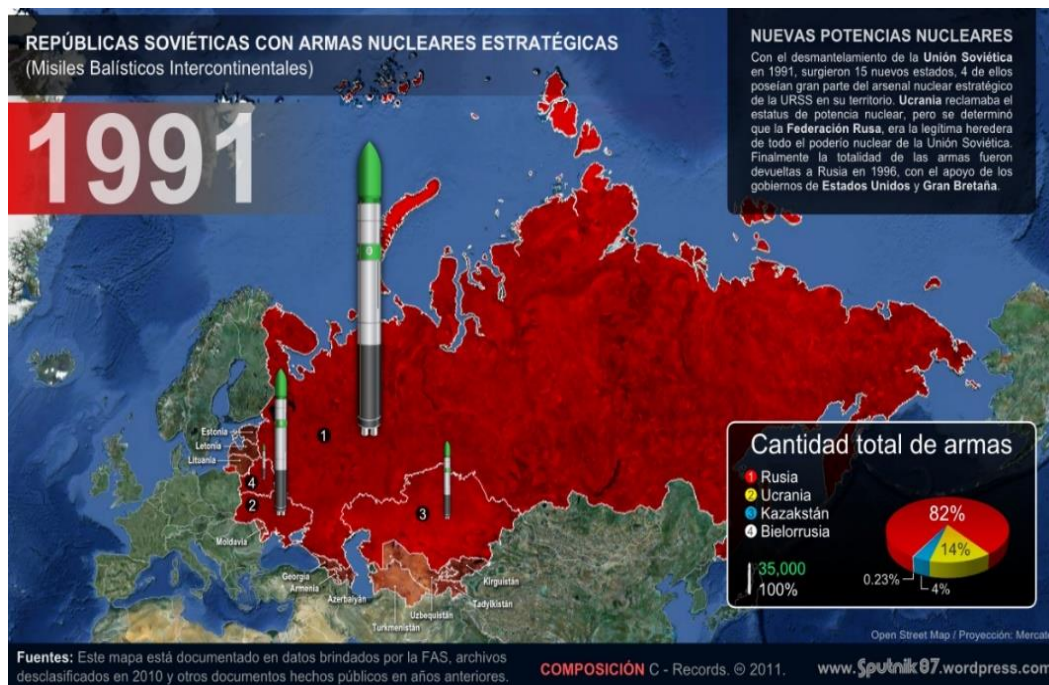 REPÚBLICAS SOVIÉTICAS CON ARMAS NUCLEARES ESTRATÉGICAS
(Misiles Balísticos Intercontinentales)
1991
NUEVAS POTENCIAS NUCLEARES
Con el desmantelamiento de la Unión Soviética
en 1991, surgieron 15 nuevos estados, 4 de ellos
poseían gran parte del arsenal nuclear estratégico
de la URSS en su territorio. Ucrania reclamaba el
estatus de potencia nuclear, pero se determinó
que la Federación Rusa, era la legítima heredera
de todo el poderío nuclear de la Unión Soviética.
Finalmente la totalidad de las armas fueron
devueltas a Rusia en 1996, con el apoyo de los
gobiernos de Estados Unidos y Gran Bretaña.
Estonia
Letonia
Lituania
1
4
2
3
Moldavia
Georgia
Armenia
Azerbaiyán
Kirguistán
Tadylkistán
Uzbequistán
Turkmenistán
Cantidad total de armas
1 Rusia
2 Ucrania
3 Kazakstán
4 Bielorrusia
35,000
100%
82%
14%
0.23%
4%
Open Street Map / Proyección: Mercato
Fuentes: Este mapa está documentado en datos brindados por la FAS, archivos
desclasificados en 2010 y otros documentos hechos públicos en años anteriores.
COMPOSICIÓN C - Records. © 2011.
www.Sputnik87.wordpress.com